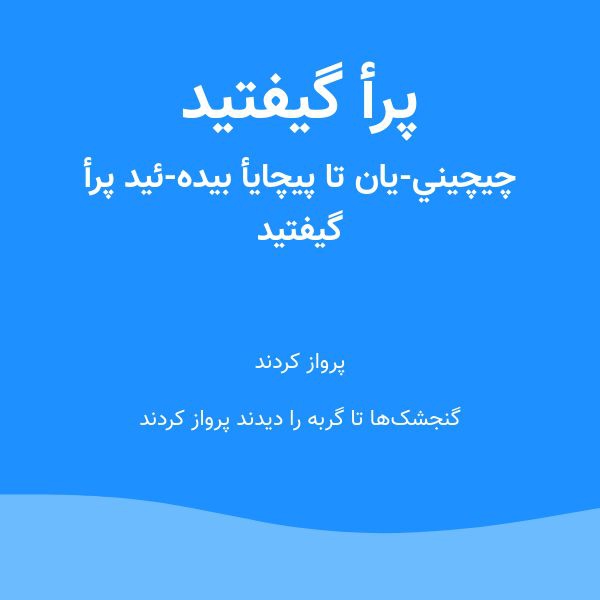 پرأ گيفتيد
چيچيني-يان تا پيچايأ بيده-ئيد پرأ
گيفتيد
پرواز کردند
گنجشک‌ها تا گربه را دیدند پرواز کردند